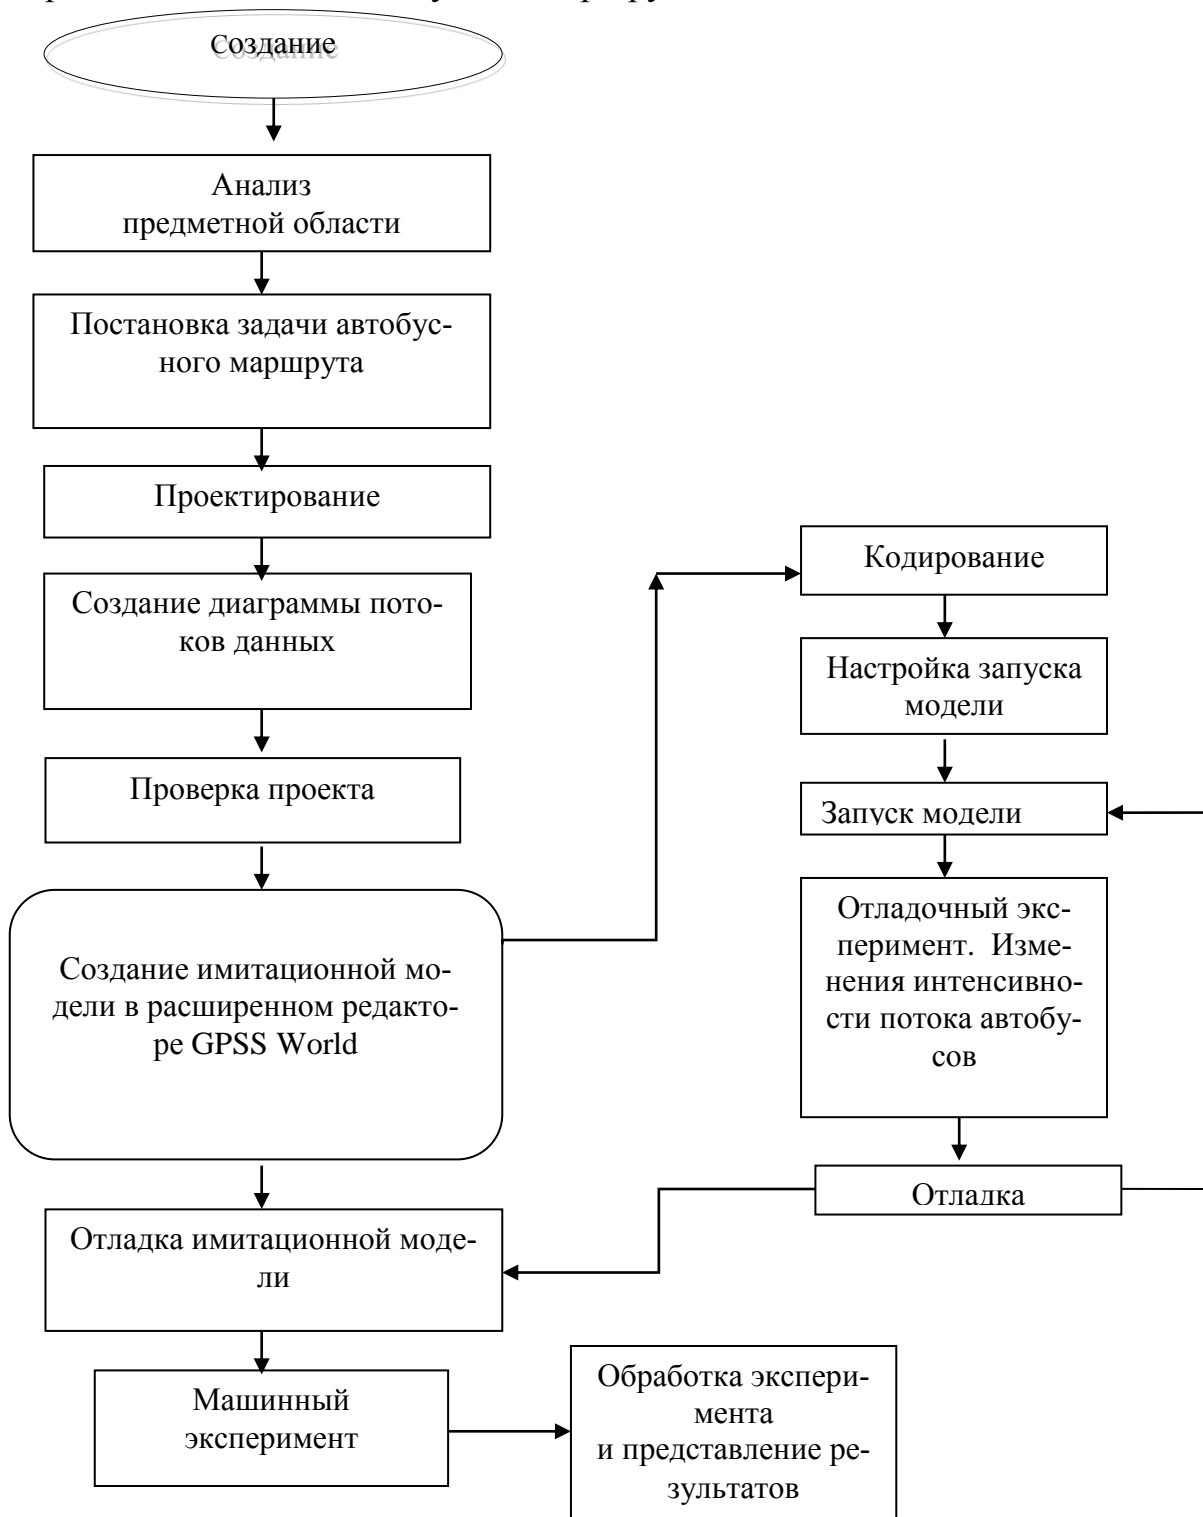 Создание
Анализ
предметной области
Постановка задачи автобус-
ного маршрута
Проектирование
Создание диаграммы пото-
ков данных
Проверка проекта
Создание имитационной мо-
дели в расширенном редакто-
ре GPSS World
Отладка имитационной моде-
ли
Машинный
эксперимент
Кодирование
Настройка запуска
модели
Запуск модели
Отладочный экс-
перимент. Изме-
нения интенсивно-
сти потока автобу-
сов
Отладка
Обработка экспери-
мента
и представление ре-
зультатов